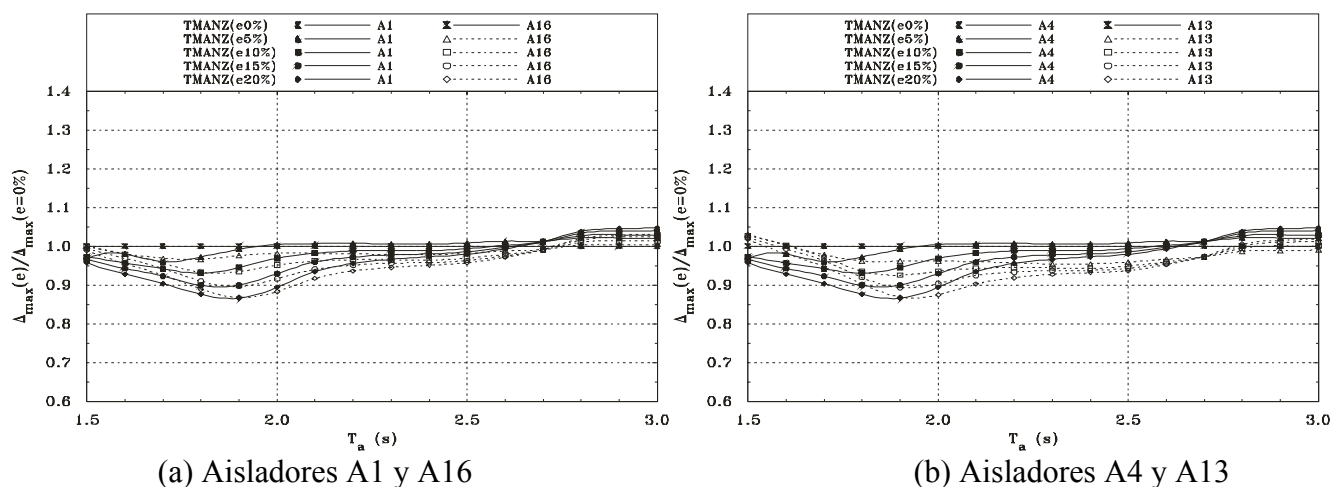 TMANZ(e0%) A1 A16
TMANZ(e5%) A1 A16
TMANZ(e10%) A1 A16
TMANZ(e15%) A1 A16
TMANZ(e20%) A1 A16
1.4
1.3
1.2
1.1
1.0
0.9
0.8
0.7
0.6
Δmax(e)/Δmax(e=0%)
1.5 2.0 2.5 3.0
Ta (s)
(a) Aisladores A1 y A16
TMANZ(e0%) A4 A13
TMANZ(e5%) A4 A13
TMANZ(e10%) A4 A13
TMANZ(e15%) A4 A13
TMANZ(e20%) A4 A13
1.4
1.3
1.2
1.1
1.0
0.9
0.8
0.7
0.6
Δmax(e)/Δmax(e=0%)
1.5 2.0 2.5 3.0
Ta (s)
(b) Aisladores A4 y A13